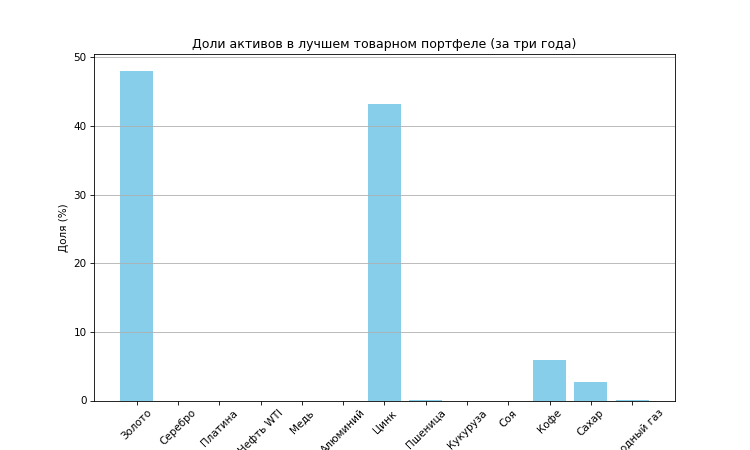 Доли активов в лучшем товарном портфеле (за три года)
Доля (%)
50
40
30
20
10
0
Золото
Серебро
Платина
Нефть WTI
Медь
Алюминий
Цинк
Пшеница
Кукуруза
Соя
Кофе
Сахар
газ